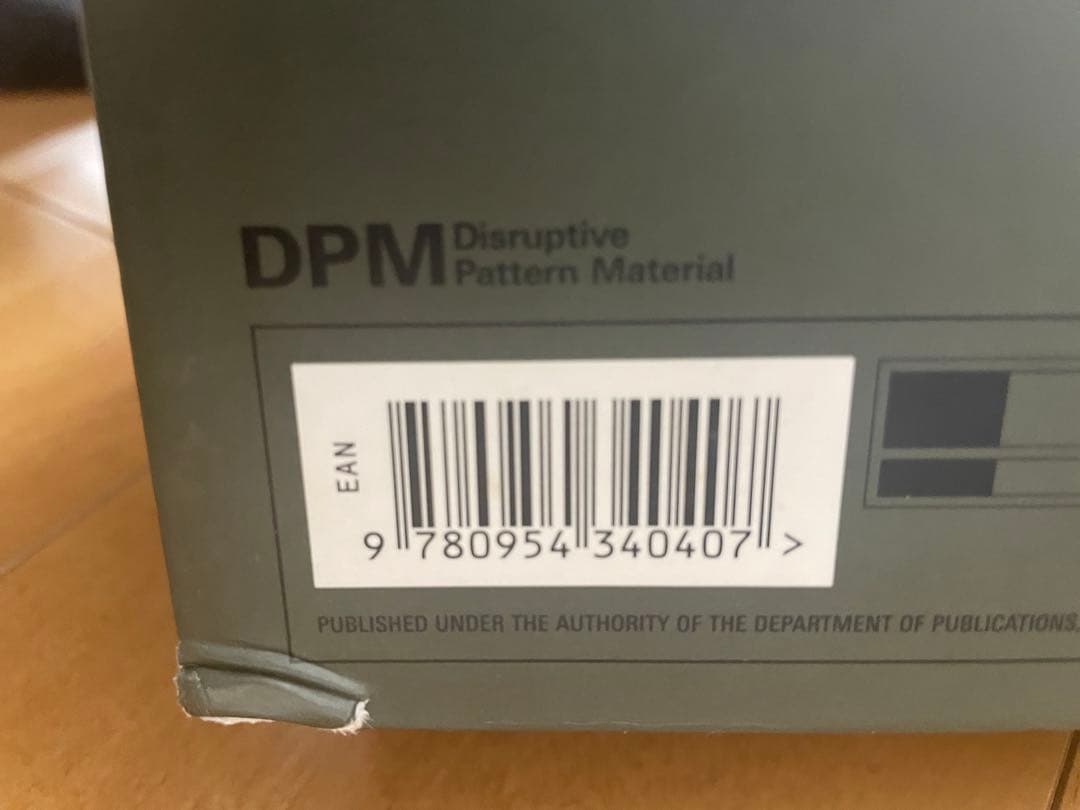 DPM Disruptive
Pattern Material
EAN
9 780954 340407 >
PUBLISHED UNDER THE AUTHORITY OF THE DEPARTMENT OF PUBLICATIONS,